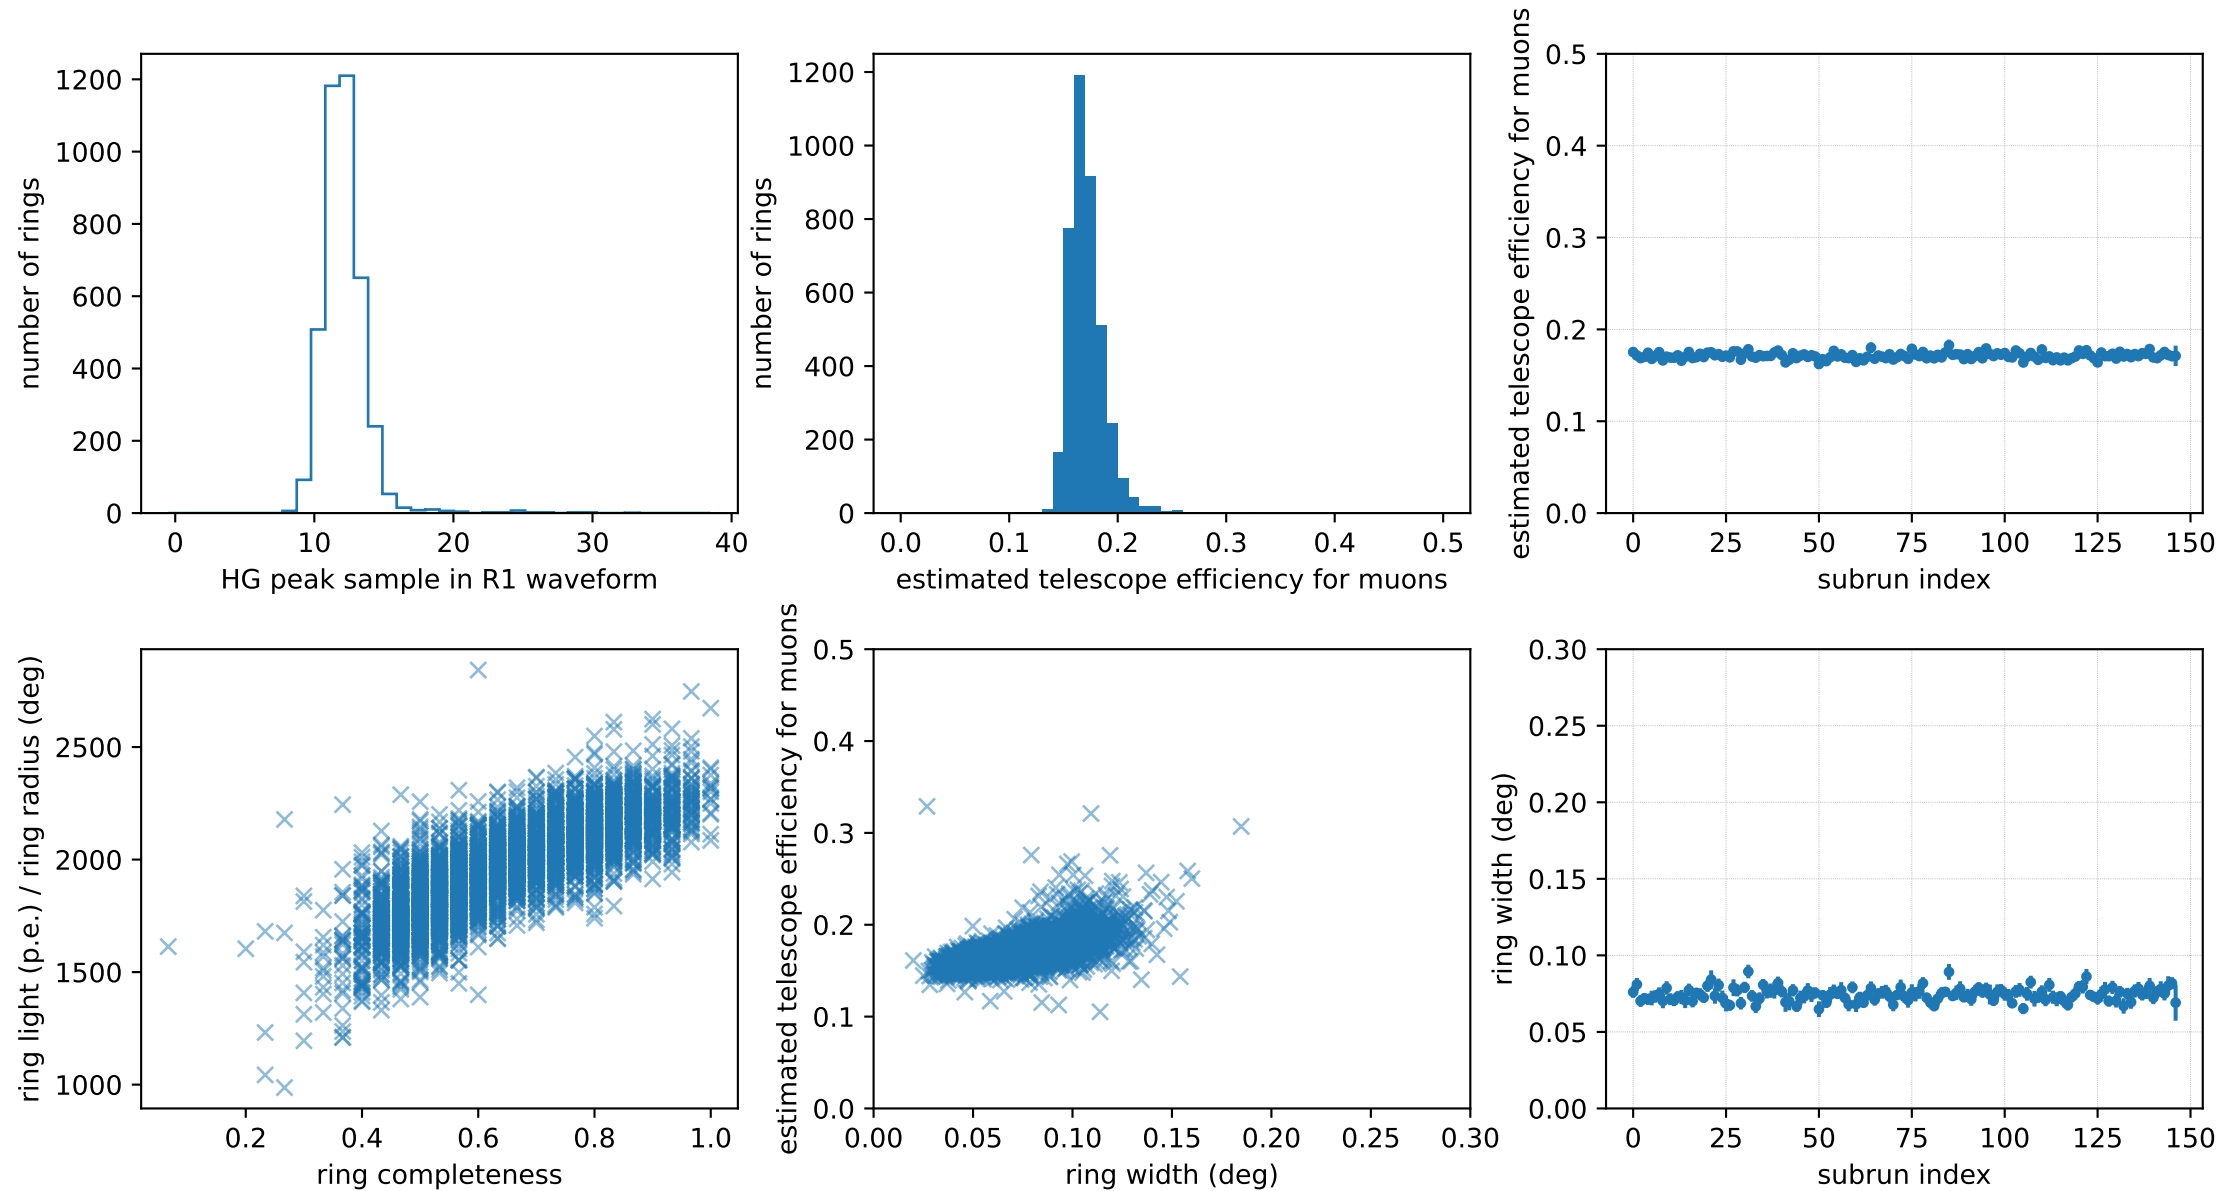 number of rings
1200
1000
800
600
400
200
0
0 10 20 30 40
HG peak sample in R1 waveform
number of rings
1200
1000
800
600
400
200
0
0.0 0.1 0.2 0.3 0.4 0.5
estimated telescope efficiency for muons
estimated telescope efficiency for muons
0.5
0.4
0.3
0.2
0.1
0.0
0 25 50 75 100 125 150
subrun index
ring light (p.e.) / ring radius (deg)
2500
2000
1500
1000
0.2 0.4 0.6 0.8 1.0
ring completeness
estimated telescope efficiency for muons
0.5
0.4
0.3
0.2
0.1
0.0
0.00 0.05 0.10 0.15 0.20 0.25 0.30
ring width (deg)
ring width (deg)
0.30
0.25
0.20
0.15
0.10
0.05
0.00
0 25 50 75 100 125 150
subrun index